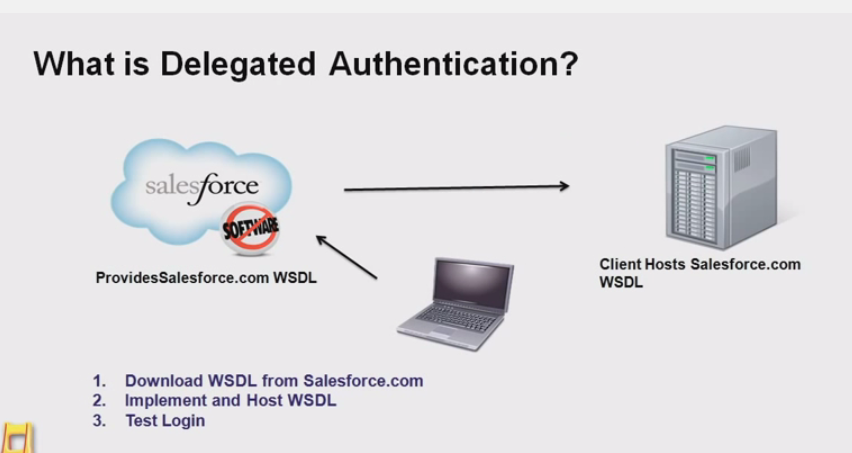 What is Delegated Authentication?
salesforce
SOFTWARE
ProvidesSalesforce.com WSDL
Client Hosts Salesforce.com
WSDL
1. Download WSDL from Salesforce.com
2. Implement and Host WSDL
3. Test Login